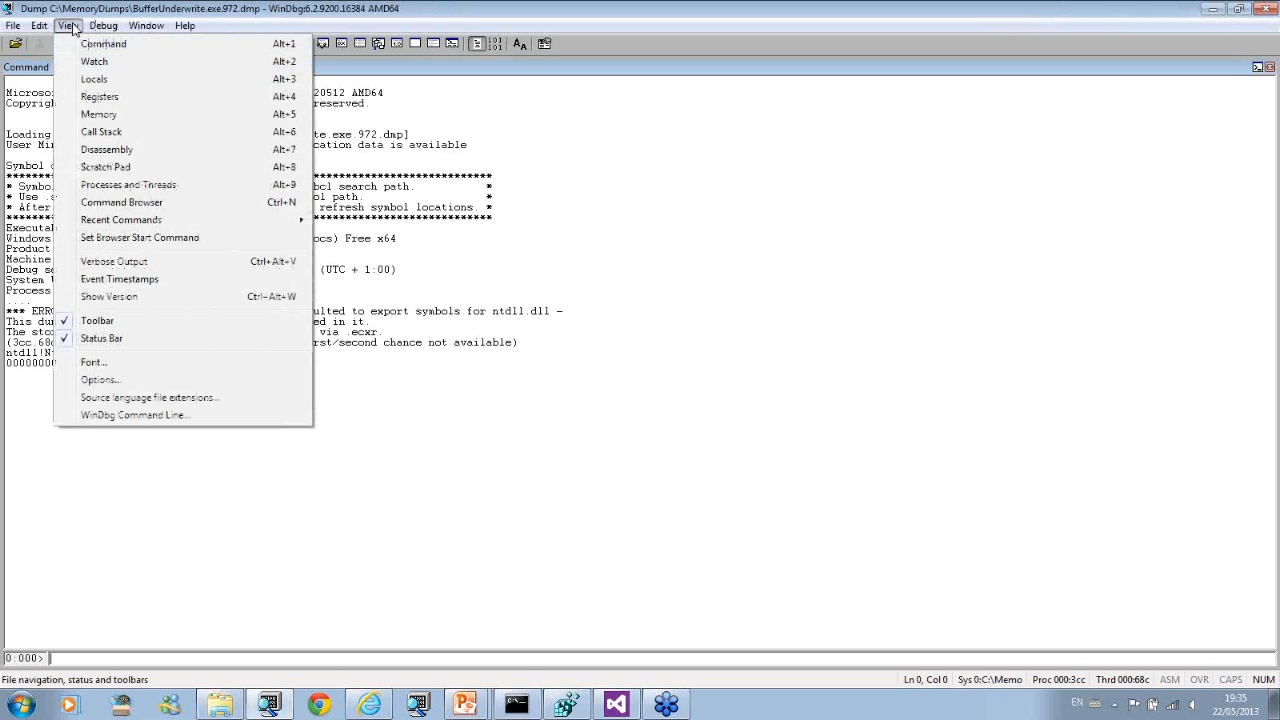 Dump C:\MemoryDumps\BufferUnderwrite.exe.972.dmp - WinDbg:6.2.9200.16384 AMD64
File Edit View Debug Window Help
Command
Command Alt+1
Watch Alt+2
Locals Alt+3
Registers Alt+4
Memory Alt+5
Call Stack Alt+6
Disassembly Alt+7
Scratch Pad Alt+8
Processes and Threads Alt+9
Command Browser Ctrl+N
Recent Commands
Set Browser Start Command
Verbose Output Ctrl+Alt+V
Event Timestamps
Show Version Ctrl+Alt+W
Toolbar
Status Bar
Font...
Options...
Source language file extensions...
WinDbg Command Line...
Micros 20512 AMD64
Copyrig reserved.
Loading te.exe.972.dmp]
User Min cation data is available
Symbol
************************************
* Symbo bol search path. *
* Use .s ol path. *
* After refresh symbol locations. *
************************************
Executa
Windows ocs) Free x64
Product
Machine
Debug se (UTC + 1:00)
System U
Process
....
*** ERRO ulted to export symbols for ntdll.dll -
This du ed in it.
The sto via .ecxr.
(3cc.68c rst/second chance not available)
ntdll!N
00000000
0:000>
File navigation, status and toolbars
Ln 0, Col 0 Sys 0:C:\Memo Proc 000:3cc Thrd 000:68c ASM OVR CAPS NUM
EN
19:35
22/05/2013